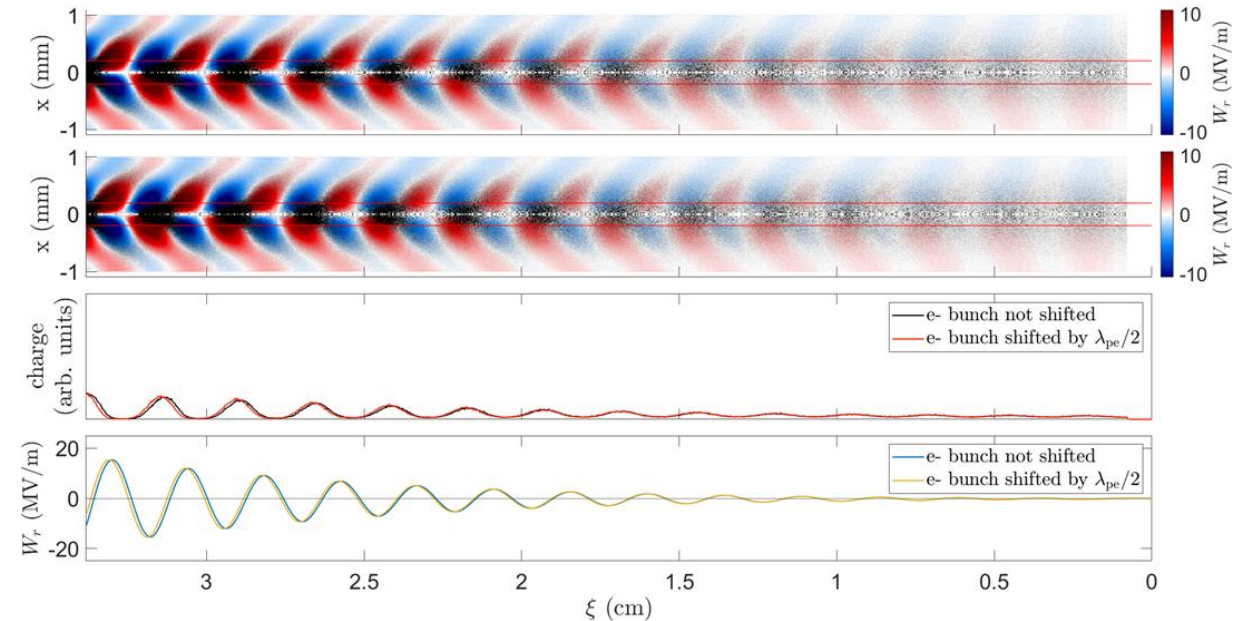 1
0
-1
x (mm)
10
0
-10
W_r (MV/m)
1
0
-1
x (mm)
10
0
-10
W_r (MV/m)
charge
(arb. units)
e- bunch not shifted
e- bunch shifted by λ_pe/2
20
0
-20
W_r (MV/m)
e- bunch not shifted
e- bunch shifted by λ_pe/2
3 2.5 2 1.5 1 0.5 0
ξ (cm)